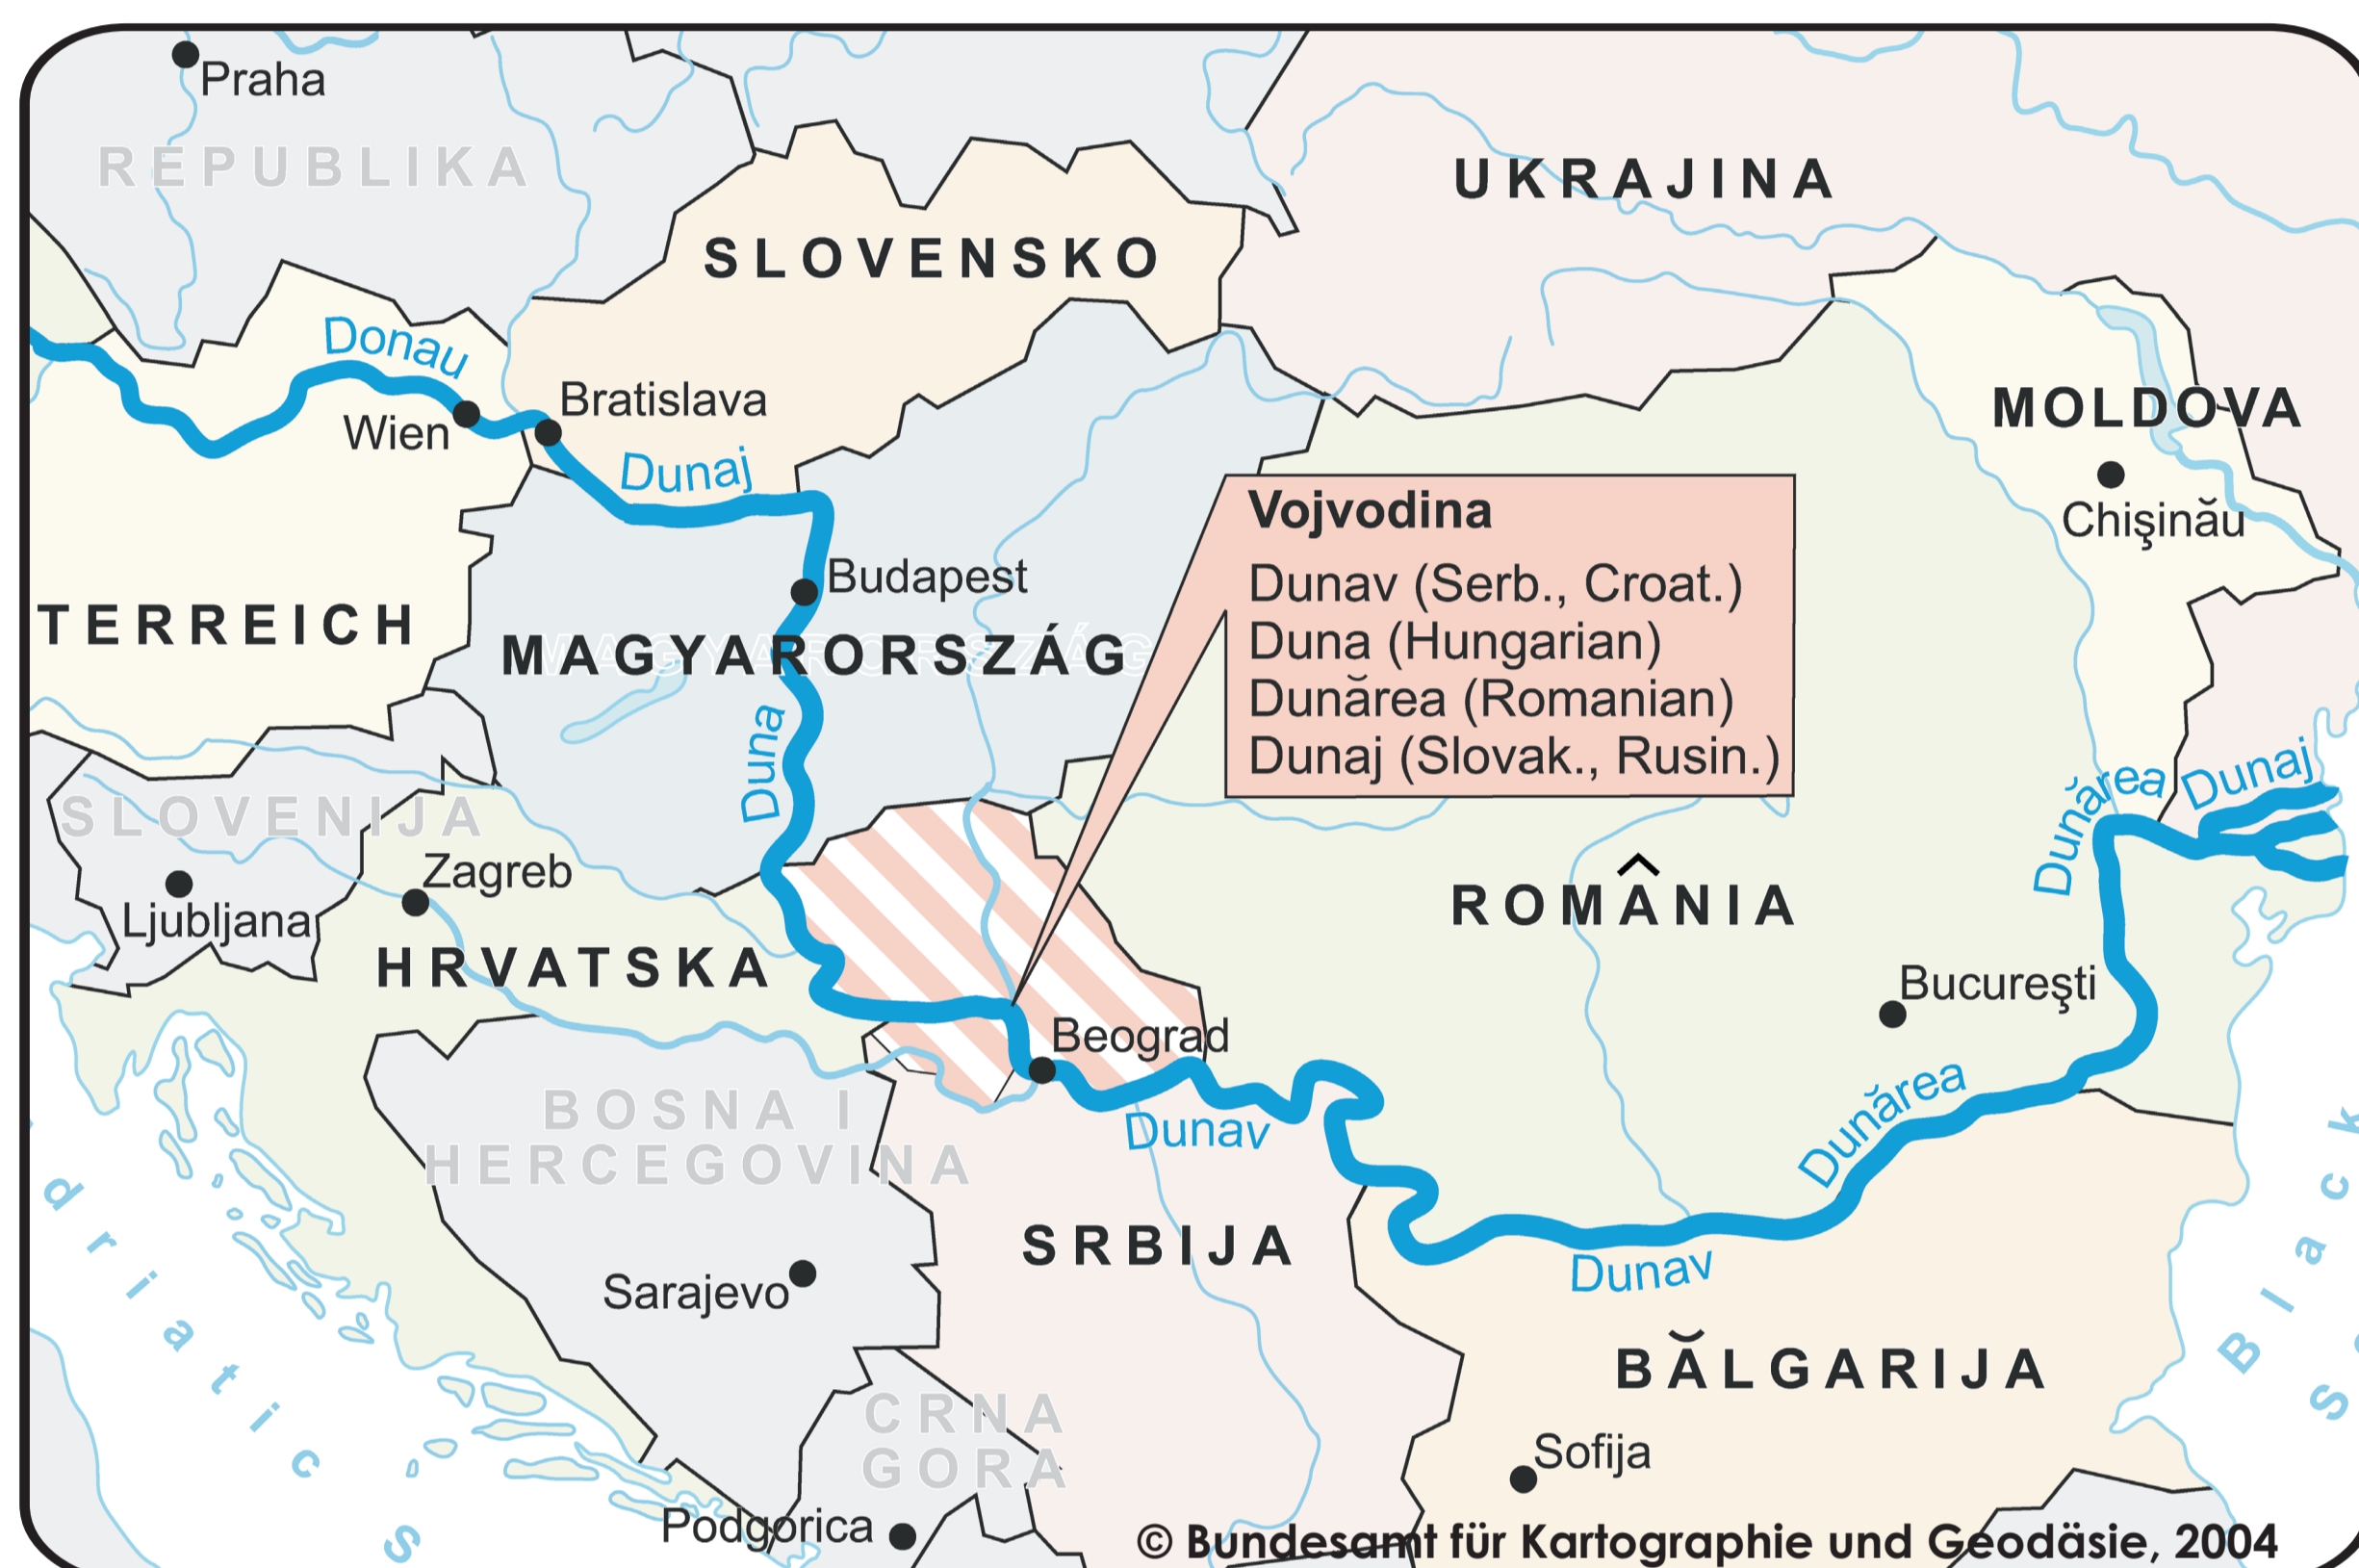 Praha
REPUBLIKA
UKRAJINA
SLOVENSKO
Donau
Bratislava
Wien
Dunaj
MOLDOVA
Chişinău
Vojvodina
Dunav (Serb., Croat.)
Duna (Hungarian)
Dunărea (Romanian)
Dunaj (Slovak., Rusin.)
Budapest
TERREICH
MAGYARORSZÁG
Duna
SLOVENIJA
Ljubljana
Zagreb
HRVATSKA
ROMÂNIA
Dunărea
Dunaj
Bucureşti
Beograd
Dunav
Dunărea
BOSNA I
HERCEGOVINA
SRBIJA
Sarajevo
Dunav
BĂLGARIJA
Sofija
CRNA
GORA
Podgorica
driatic
S
Black
S
© Bundesamt für Kartographie und Geodäsie, 2004